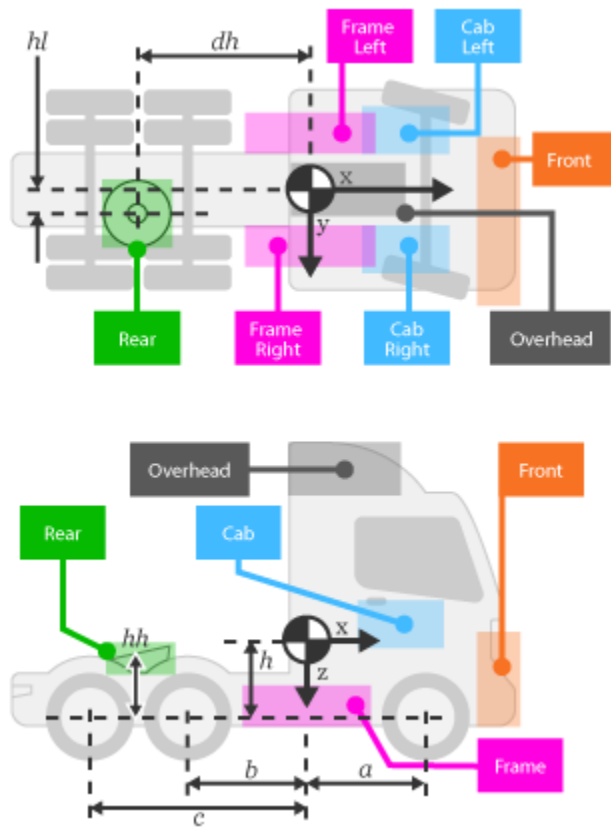 hl
dh
Frame
Left
Cab
Left
Front
x
y
Rear
Frame
Right
Cab
Right
Overhead
Overhead
Front
Rear
Cab
hh
x
h
z
b
a
c
Frame